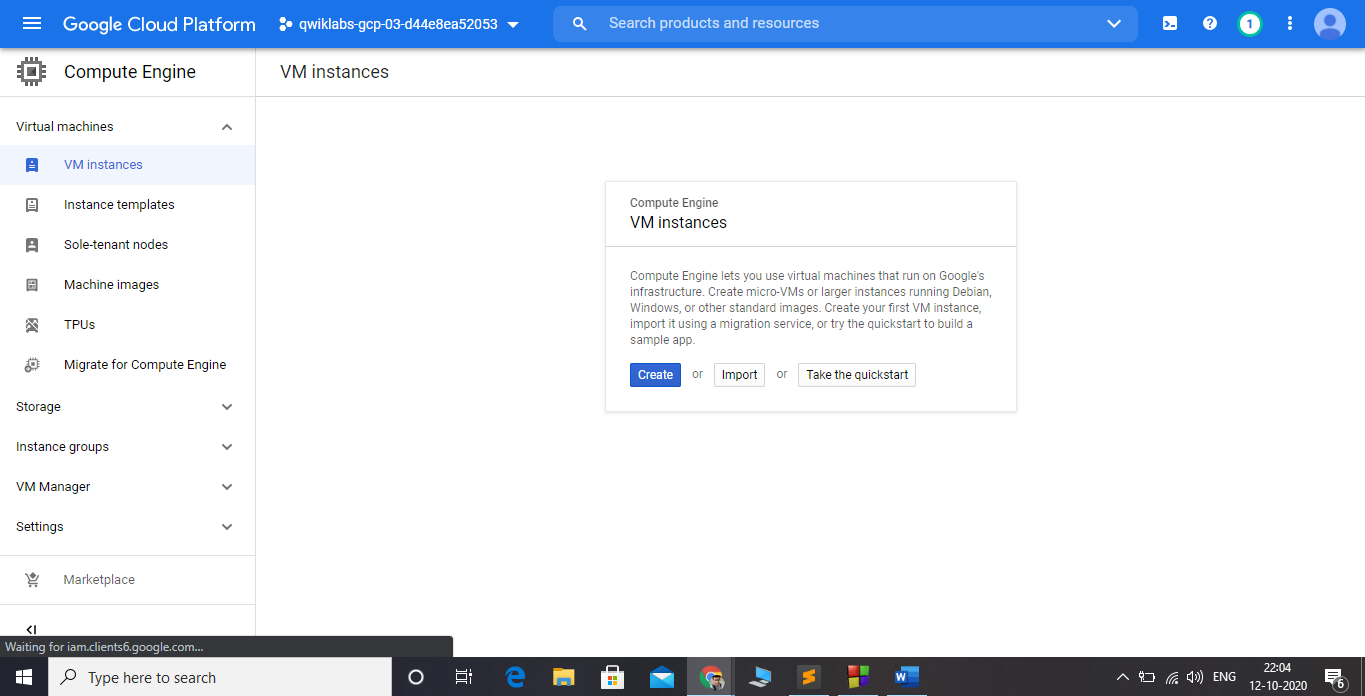 Google Cloud Platform
qwiklabs-gcp-03-d44e8ea52053
Search products and resources
1
Compute Engine
VM instances
Virtual machines
VM instances
Instance templates
Sole-tenant nodes
Machine images
TPUs
Migrate for Compute Engine
Storage
Instance groups
VM Manager
Settings
Marketplace
Compute Engine
VM instances
Compute Engine lets you use virtual machines that run on Google's
infrastructure. Create micro-VMs or larger instances running Debian,
Windows, or other standard images. Create your first VM instance,
import it using a migration service, or try the quickstart to build a
sample app.
Create or Import or Take the quickstart
Waiting for iam.clients6.google.com...
Type here to search
ENG
22:04
12-10-2020
6